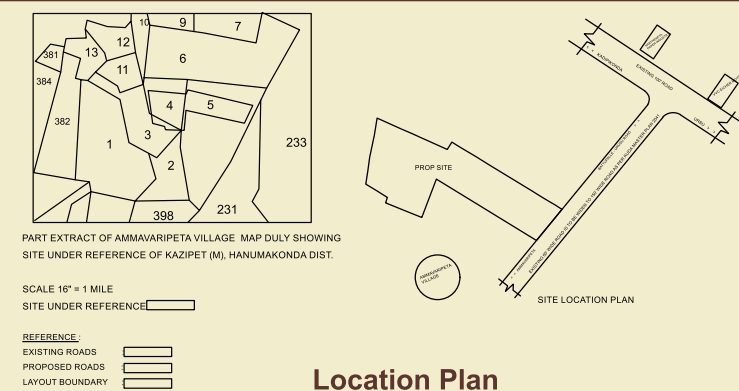 10
9
7
12
13
381
6
11
384
4
5
382
3
1
233
2
398
231
PART EXTRACT OF AMMAVARIPETA VILLAGE MAP DULY SHOWING
SITE UNDER REFERENCE OF KAZIPET (M), HANUMAKONDA DIST.
SCALE 16" = 1 MILE
SITE UNDER REFERENCE
REFERENCE :
EXISTING ROADS :
PROPOSED ROADS :
LAYOUT BOUNDARY :
KADIPIKONDA
EXISTING 100' ROAD
URSU
PROP SITE
AMMAVARIPETA
VILLAGE
AMMAVARIPETA
SITE LOCATION PLAN
Location Plan